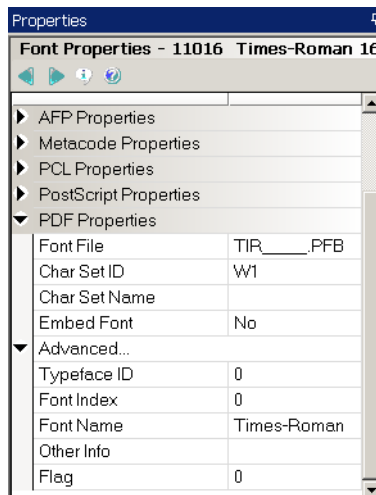 Properties
Font Properties - 11016 Times-Roman 16
AFP Properties
Metacode Properties
PCL Properties
PostScript Properties
PDF Properties
Font File TIR_____.PFB
Char Set ID W1
Char Set Name
Embed Font No
Advanced...
Typeface ID 0
Font Index 0
Font Name Times-Roman
Other Info
Flag 0